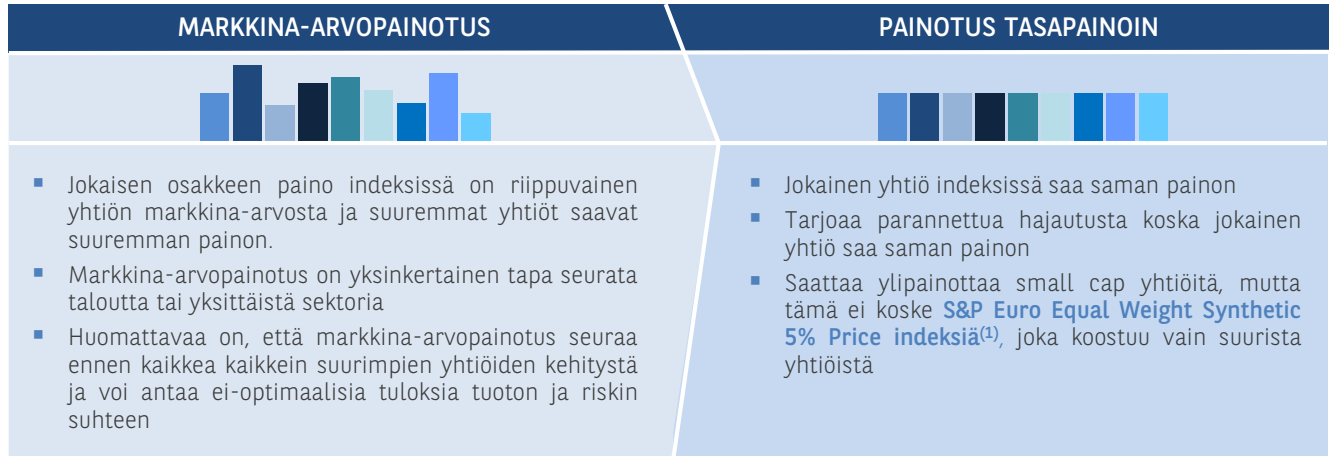 MARKKINA-ARVOPAINOTUS
Jokaisen osakkeen paino indeksissä on riippuvainen
yhtiön markkina-arvosta ja suuremmat yhtiöt saavat
suuremman painon.
Markkina-arvopainotus on yksinkertainen tapa seurata
taloutta tai yksittäistä sektoria
Huomattavaa on, että markkina-arvopainotus seuraa
ennen kaikkea kaikkein suurimpien yhtiöiden kehitystä
ja voi antaa ei-optimaalisia tuloksia tuoton ja riskin
suhteen
PAINOTUS TASAPAINOIN
Jokainen yhtiö indeksissä saa saman painon
Tarjoaa parannettua hajautusta koska jokainen
yhtiö saa saman painon
Saattaa ylipainottaa small cap yhtiöitä, mutta
tämä ei koske S&P Euro Equal Weight Synthetic
5% Price indeksiä(1), joka koostuu vain suurista
yhtiöistä